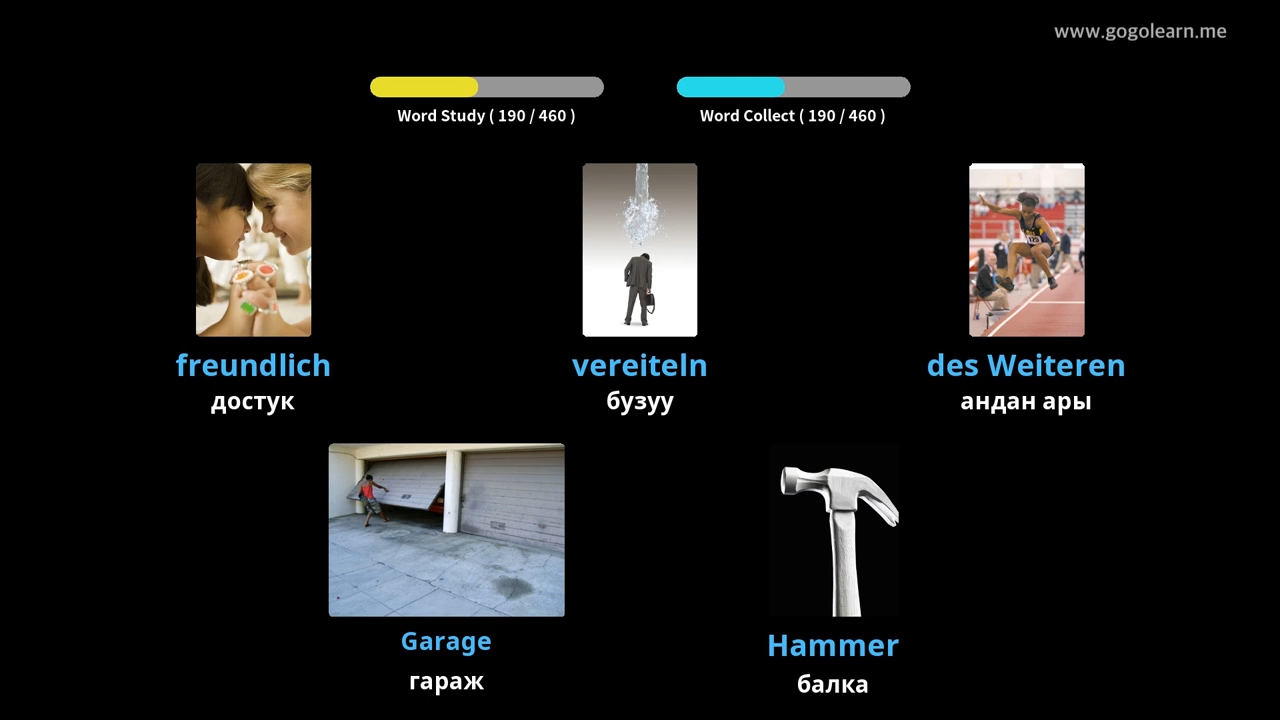 www.gogolearn.me
Word Study ( 190 / 460 )
Word Collect ( 190 / 460 )
freundlich
достук
vereiteln
бузуу
des Weiteren
андан ары
Garage
гараж
Hammer
балка